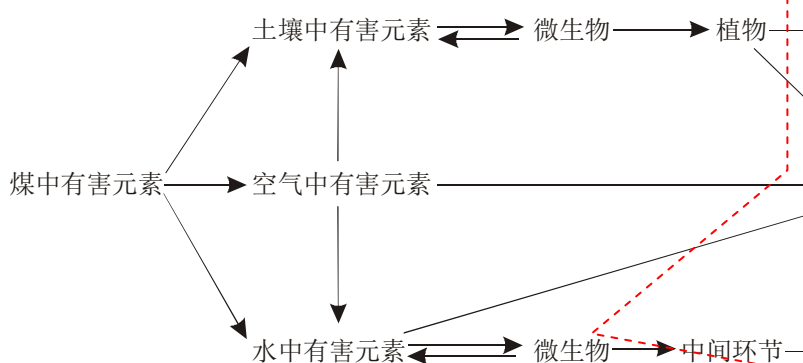 土壤中有害元素 微生物 植物
煤中有害元素 空气中有害元素
水中有害元素 微生物 中间环节